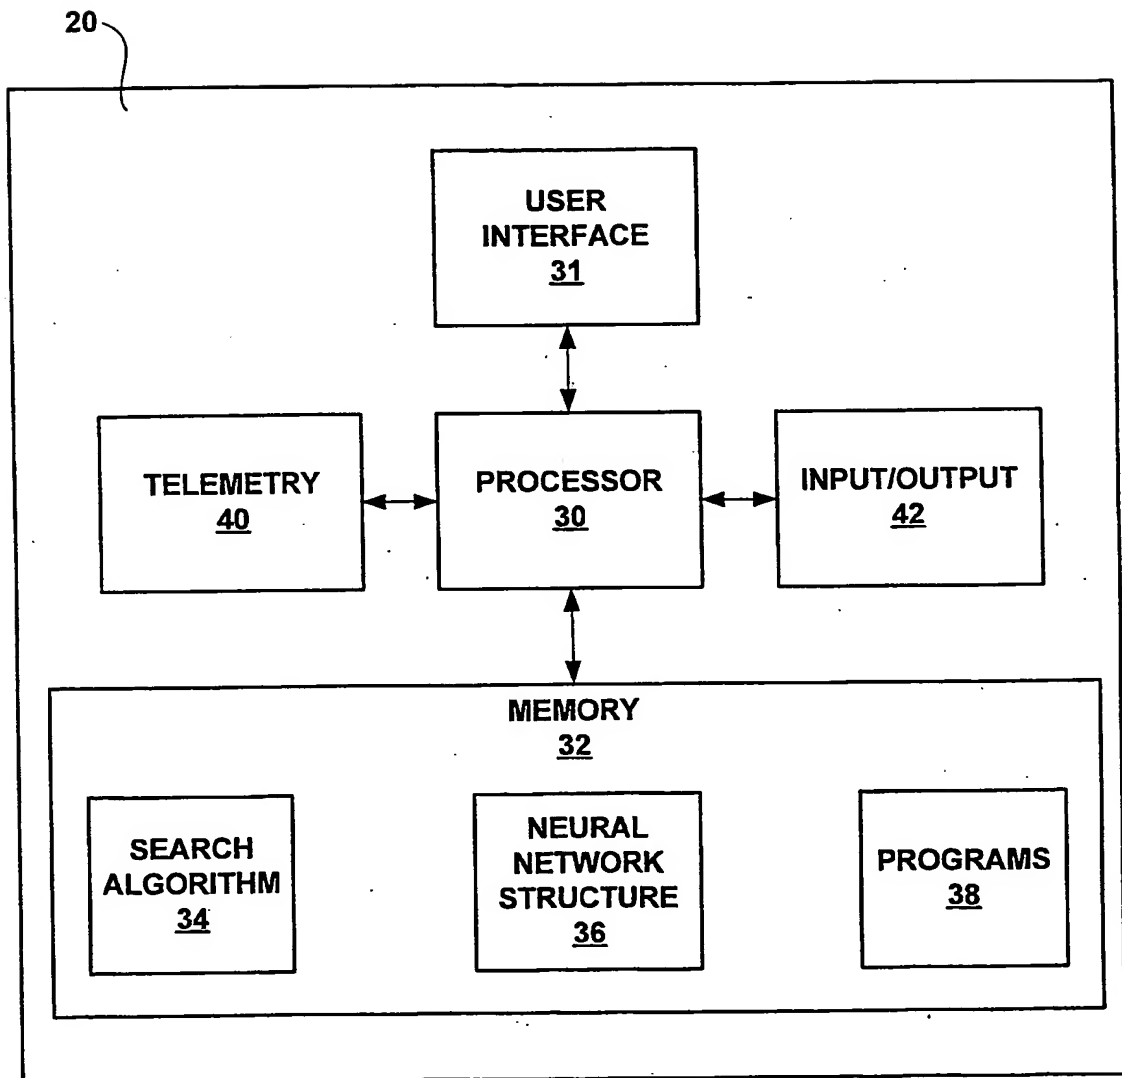 20
USER
INTERFACE
31
TELEMETRY
40
PROCESSOR
30
INPUT/OUTPUT
42
MEMORY
32
SEARCH
ALGORITHM
34
NEURAL
NETWORK
STRUCTURE
36
PROGRAMS
38